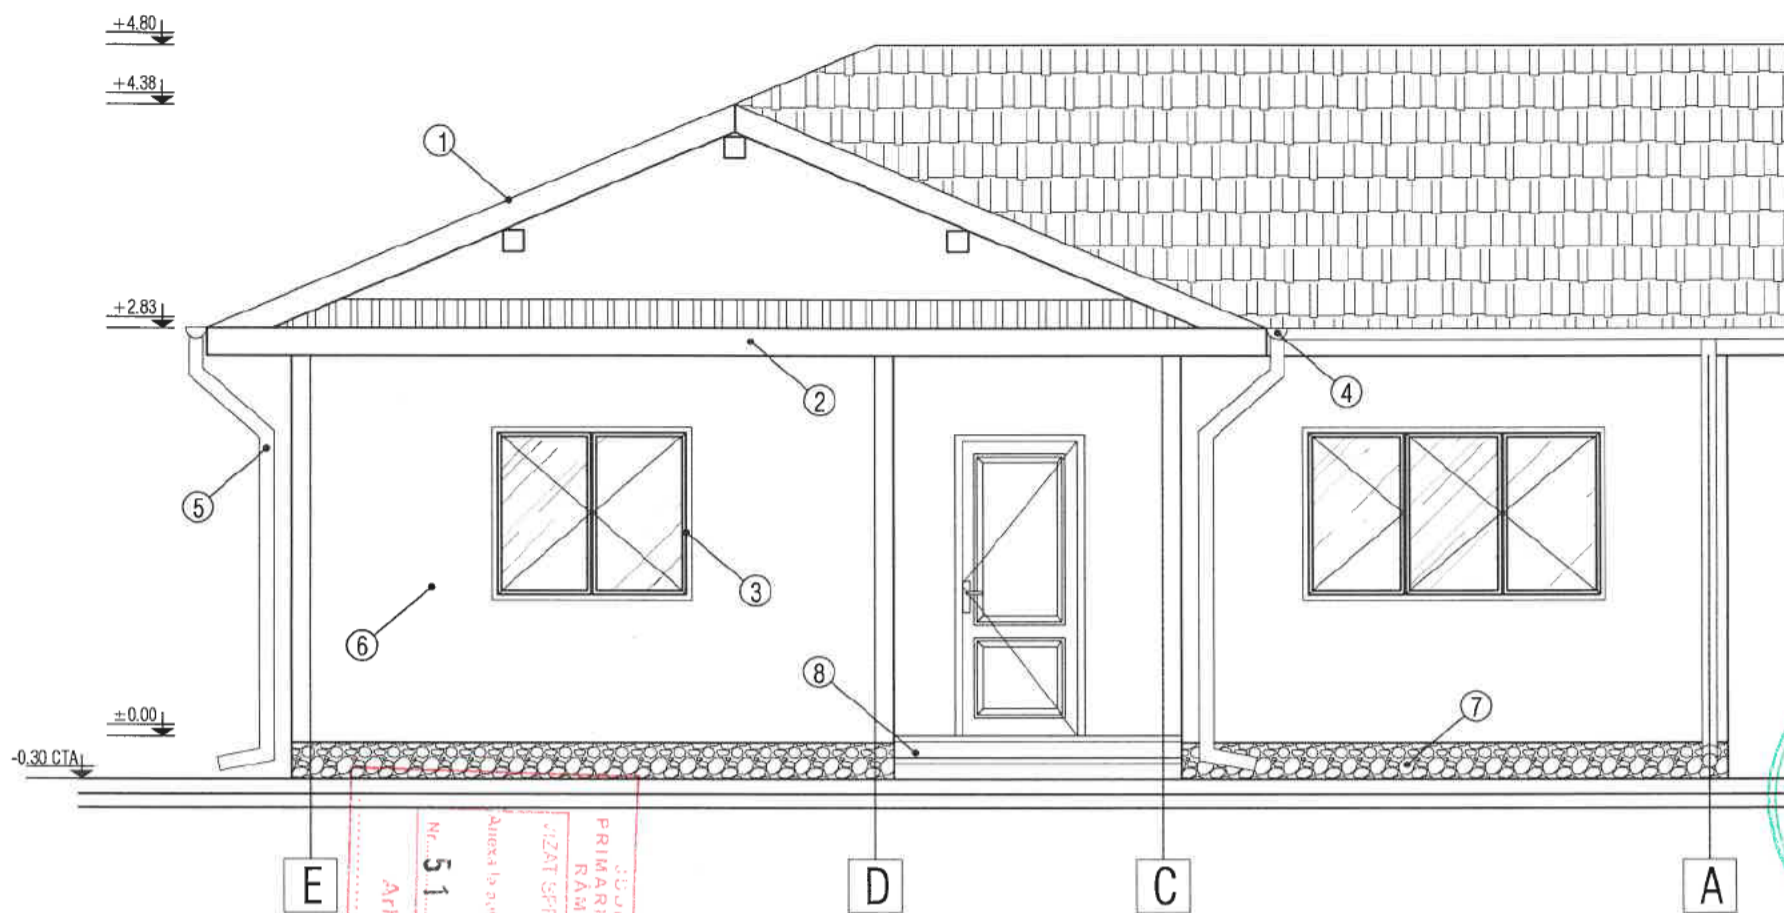 +4.80
+4.38
1
+2.83
2
4
5
3
6
8
7
±0.00
-0.30 CTA
E
D
C
A
PRIMAR
RÂM
VIZAT SPR
Anexa la
Nr. 51